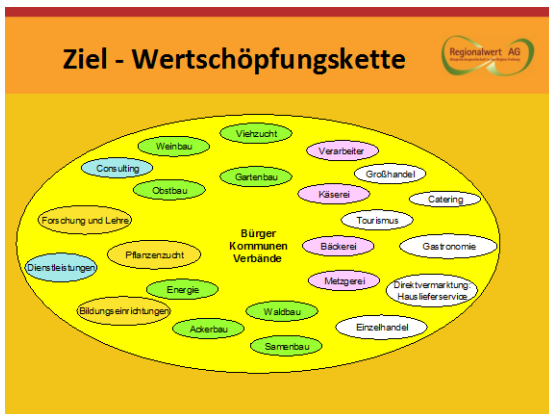 Ziel - Wertschöpfungskette
Regionalwert AG
Viehzucht
Weinbau
Verarbeiter
Consulting
Großhandel
Gartenbau
Obstbau
Käserei
Catering
Forschung und Lehre
Tourismus
Bürger
Kommunen
Verbände
Bäckerei
Gastronomie
Pflanzenzucht
Dienstleistungen
Metzgerei
Energie
Direktvermarktung:
Hauslieferservice
Bildungseinrichtungen
Waldbau
Ackerbau
Einzelhandel
Samenbau